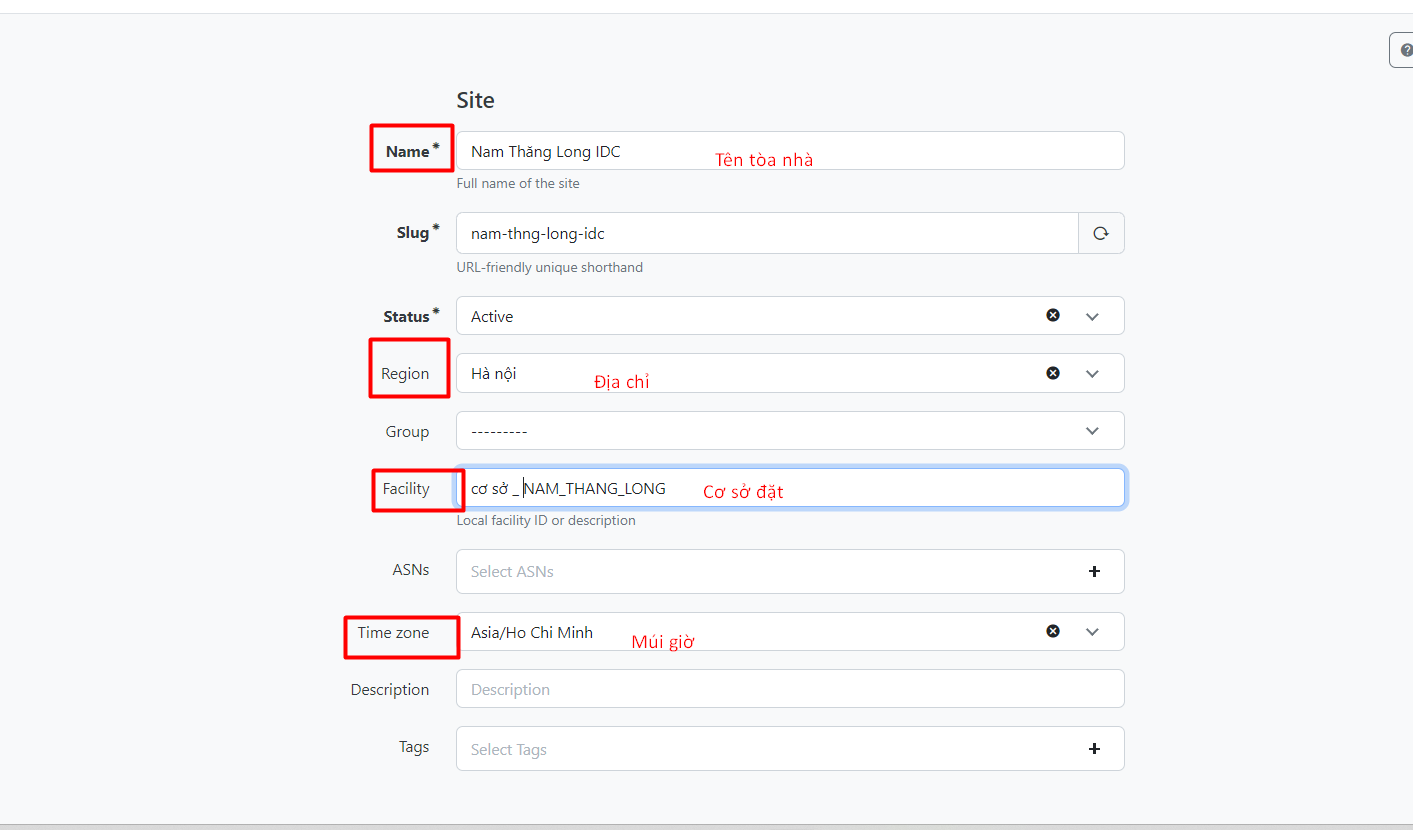 Site
Name* Nam Thăng Long IDC Tên tòa nhà
Full name of the site
Slug* nam-thng-long-idc
URL-friendly unique shorthand
Status* Active
Region Hà nội Địa chỉ
Group ---------
Facility cơ sở _ NAM_THANG_LONG Cơ sở đặt
Local facility ID or description
ASNs Select ASNs
Time zone Asia/Ho Chi Minh Múi giờ
Description Description
Tags Select Tags